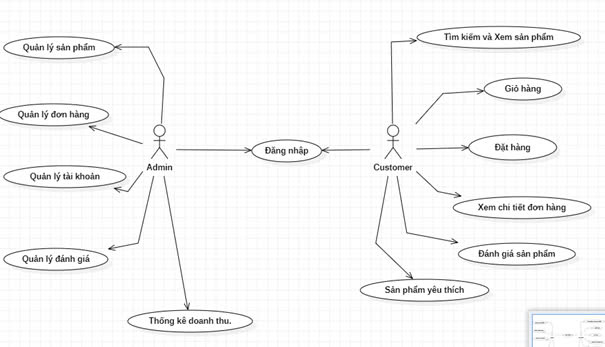 Tìm kiếm và Xem sản phẩm
Quản lý sản phẩm
Giỏ hàng
Quản lý đơn hàng
Đăng nhập
Đặt hàng
Admin
Customer
Quản lý tài khoản
Xem chi tiết đơn hàng
Quản lý đánh giá
Đánh giá sản phẩm
Sản phẩm yêu thích
Thống kê doanh thu.